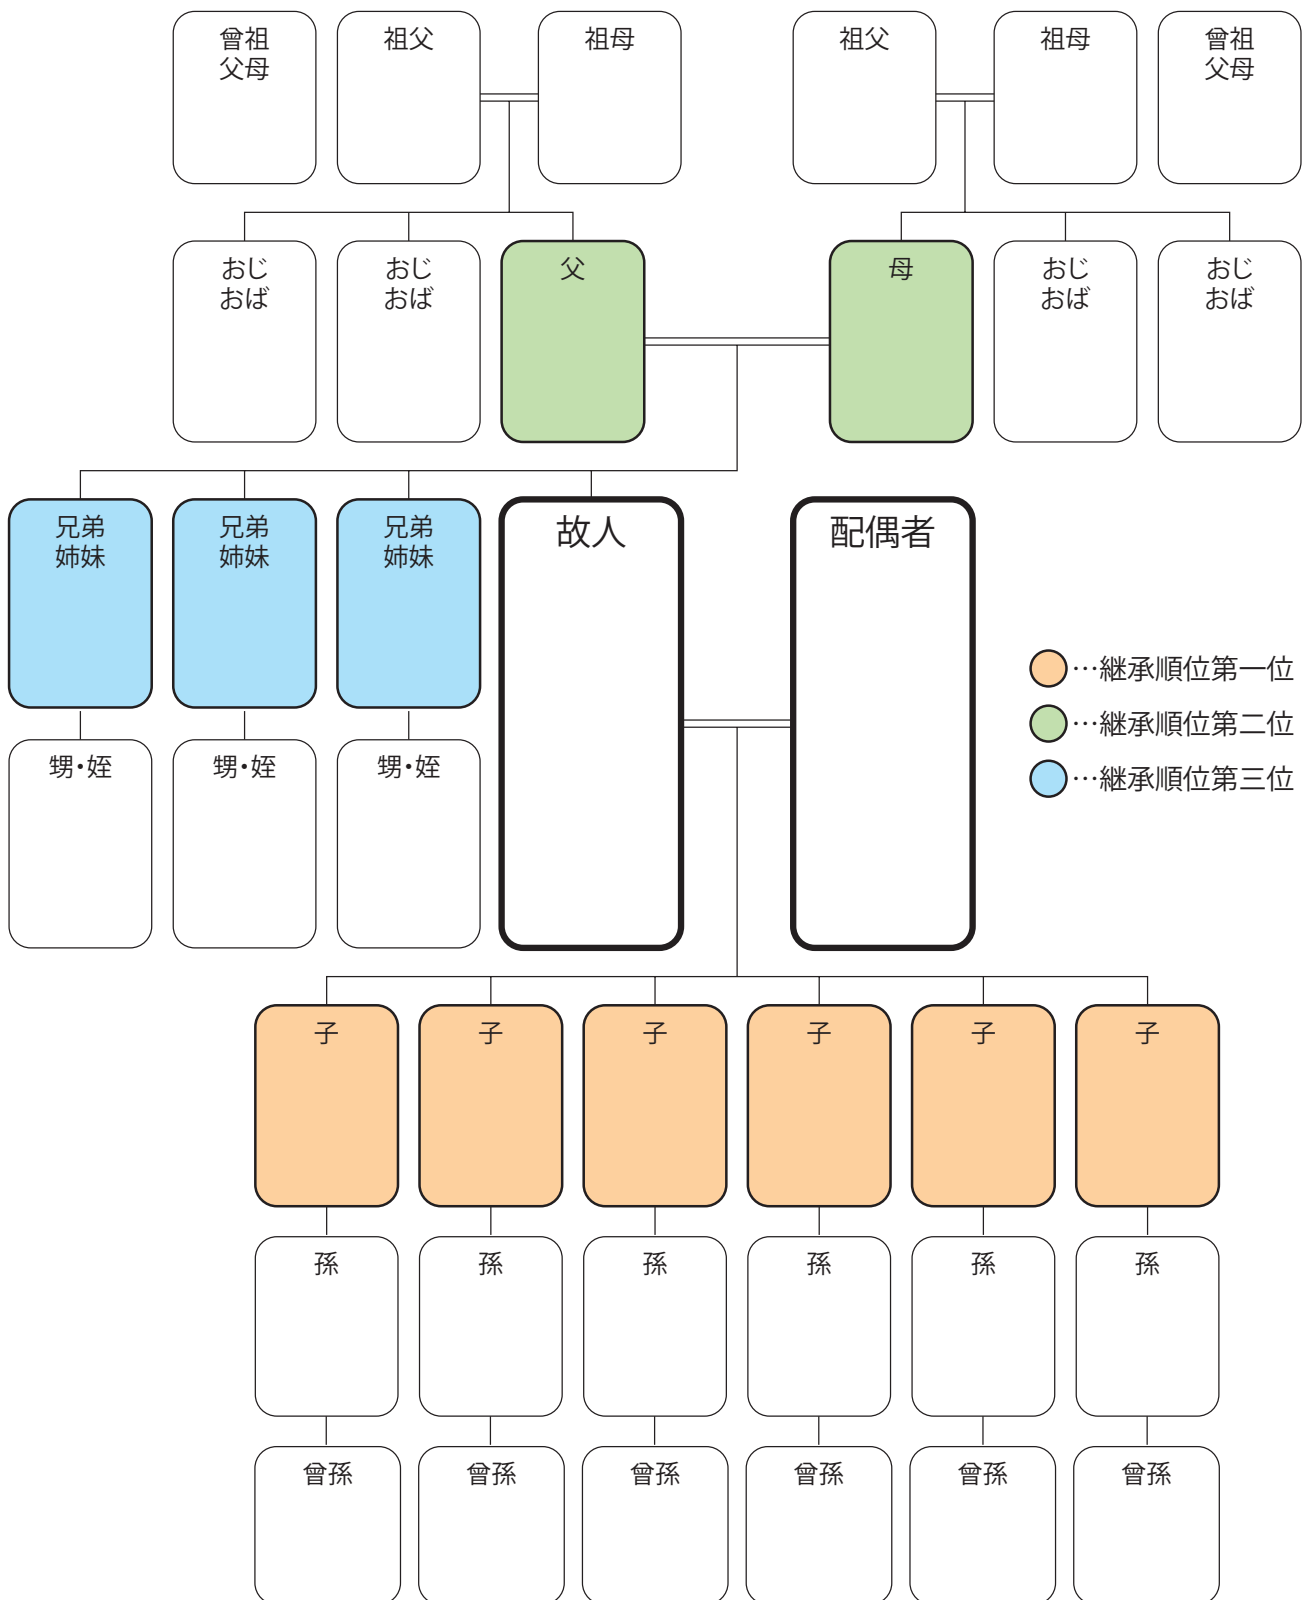 曾祖
父母
祖父
祖母
祖父
祖母
曾祖
父母
おじ
おば
おじ
おば
父
母
おじ
おば
おじ
おば
兄弟
姉妹
兄弟
姉妹
兄弟
姉妹
故人
配偶者
…継承順位第一位
…継承順位第二位
…継承順位第三位
甥・姪
甥・姪
甥・姪
子
子
子
子
子
子
孫
孫
孫
孫
孫
孫
曾孫
曾孫
曾孫
曾孫
曾孫
曾孫